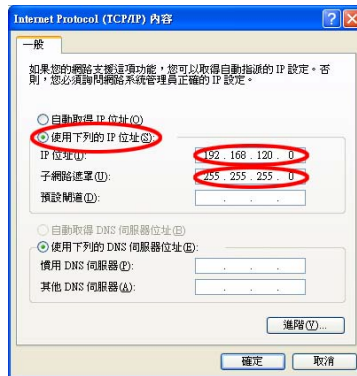 Internet Protocol (TCP/IP) 內容
一般
如果您的網路支援這項功能，您可以取得自動指派的 IP 設定。否
則，您必須詢問網路系統管理員正確的 IP 設定。
自動取得 IP 位址(O)
使用下列的 IP 位址(S):
IP 位址(I): 192 . 168 . 120 . 0
子網路遮罩(U): 255 . 255 . 255 . 0
預設閘道(D):
自動取得 DNS 伺服器位址(B)
使用下列的 DNS 伺服器位址(E):
慣用 DNS 伺服器(P):
其他 DNS 伺服器(A):
進階(V)...
確定 取消